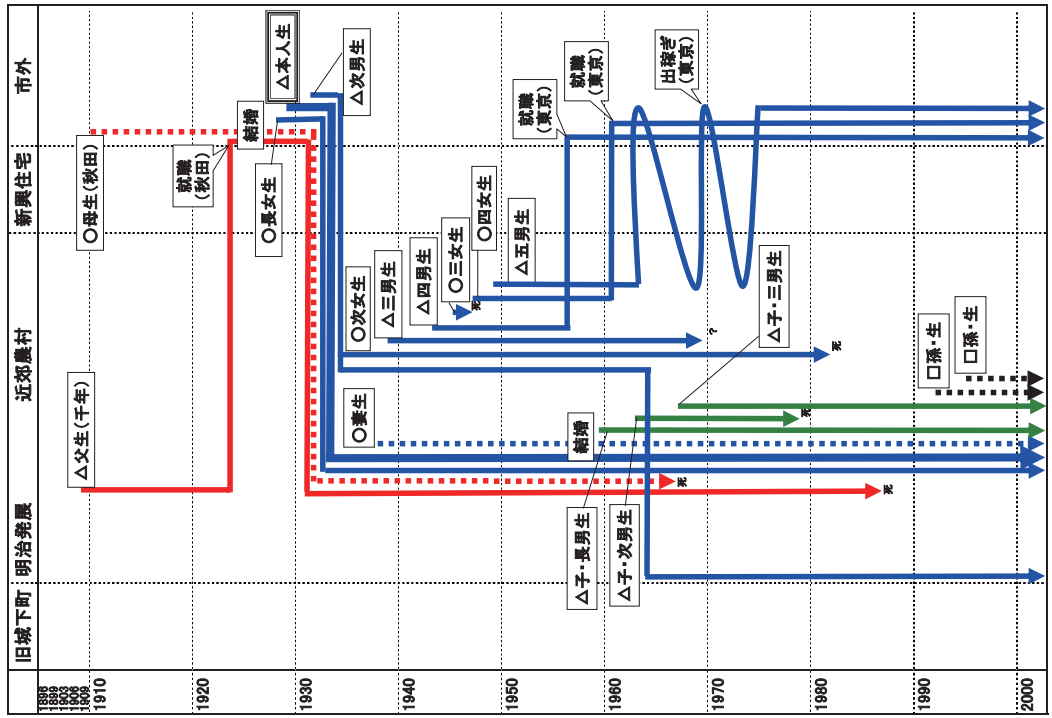 旧城下町
明治発展
近郊農村
新興住宅
市外
1896
1899
1903
1906
1909
1910
1920
1930
1940
1950
1960
1970
1980
1990
2000
△父生(千年)
○母生(秋田)
就職
(秋田)
結婚
△本人生
○長女生
△次男生
○妻生
○次女生
△三男生
△四男生
○三女生
死
○四女生
△五男生
就職
(東京)
就職
(東京)
出稼ぎ
(東京)
結婚
△子・長男生
△子・次男生
△子・三男生
死
?
死
死
死
□孫・生
□孫・生